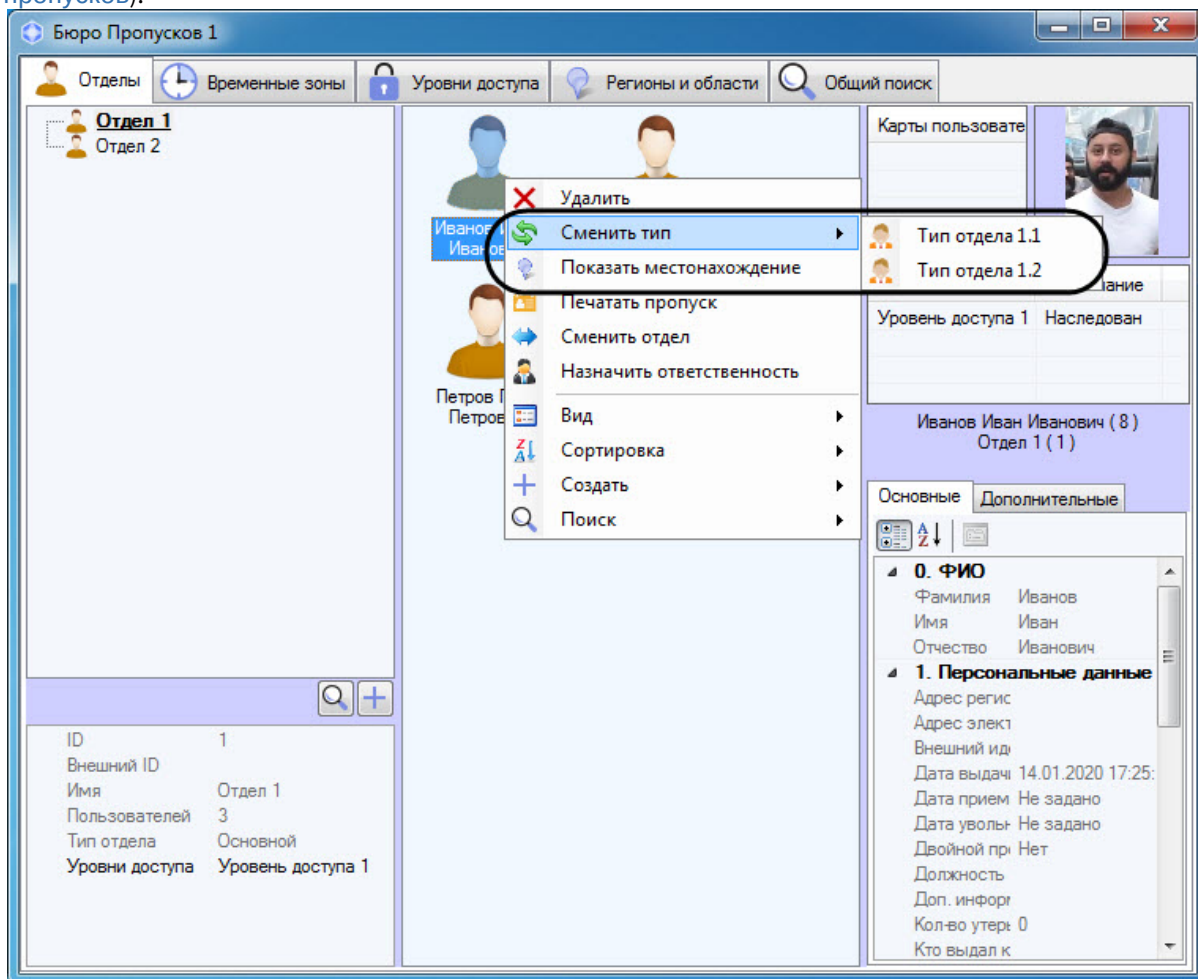 пропусков).
Бюро Пропусков 1
Отделы Временные зоны Уровни доступа Регионы и области Общий поиск
Отдел 1
Отдел 2
Иванов И
Иванов
Петров П
Петров
Удалить
Сменить тип
Показать местонахождение
Печатать пропуск
Сменить отдел
Назначить ответственность
Вид
Сортировка
Создать
Поиск
Тип отдела 1.1
Тип отдела 1.2
Карты пользовате
Уровень доступа 1 Наследован
Иванов Иван Иванович ( 8 )
Отдел 1 ( 1 )
Основные Дополнительные
0. ФИО
Фамилия Иванов
Имя Иван
Отчество Иванович
1. Персональные данные
Адрес регис
Адрес элект
Внешний ид
Дата выдач 14.01.2020 17:25:
Дата прием Не задано
Дата уволь Не задано
Двойной пр Нет
Должность
Доп. инфор
Кол-во утер 0
Кто выдал к
ID 1
Внешний ID
Имя Отдел 1
Пользователей 3
Тип отдела Основной
Уровни доступа Уровень доступа 1